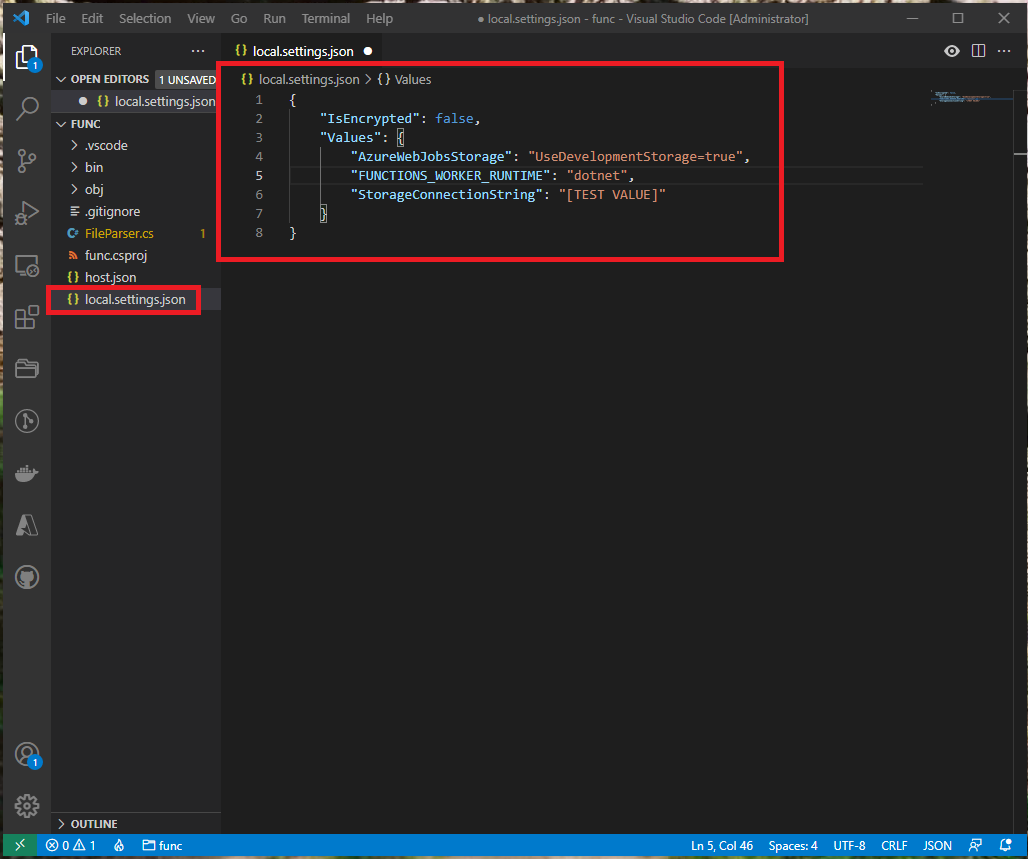 File Edit Selection View Go Run Terminal Help
● local.settings.json - func - Visual Studio Code [Administrator]
EXPLORER
{} local.settings.json ●
OPEN EDITORS 1 UNSAVED
● {} local.settings.json
{} local.settings.json > {} Values
FUNC
.vscode
bin
obj
.gitignore
FileParser.cs 1
func.csproj
host.json
local.settings.json
1 {
2 "IsEncrypted": false,
3 "Values": {
4 "AzureWebJobsStorage": "UseDevelopmentStorage=true",
5 "FUNCTIONS_WORKER_RUNTIME": "dotnet",
6 "StorageConnectionString": "[TEST VALUE]"
7 }
8 }
1
1
OUTLINE
0 1 func Ln 5, Col 46 Spaces: 4 UTF-8 CRLF JSON